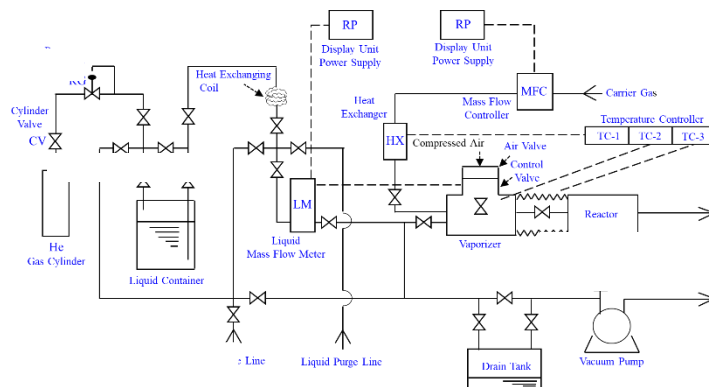 RP
Display Unit
Power Supply
RP
Display Unit
Power Supply
Heat Exchanging
Coil
MFC
Carrier Gas
Mass Flow
Controller
Heat
Exchanger
HX
Temperature Controller
TC-1
TC-2
TC-3
Compressed Air
Air Valve
Control
Valve
Cylinder
Valve
CV
He
Gas Cylinder
Liquid Container
LM
Liquid
Mass Flow Meter
Vaporizer
Reactor
e Line
Liquid Purge Line
Drain Tank
Vacuum Pump